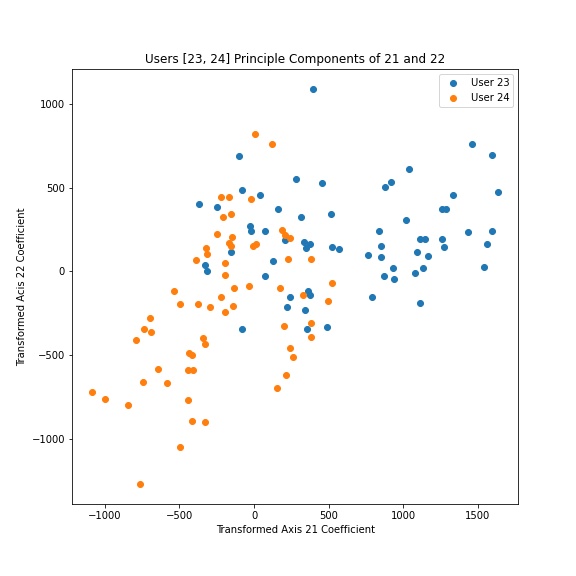 Users [23, 24] Principle Components of 21 and 22
User 23
User 24
1000
500
0
−500
−1000
Transformed Acis 22 Coefficient
−1000
−500
0
500
1000
1500
Transformed Axis 21 Coefficient